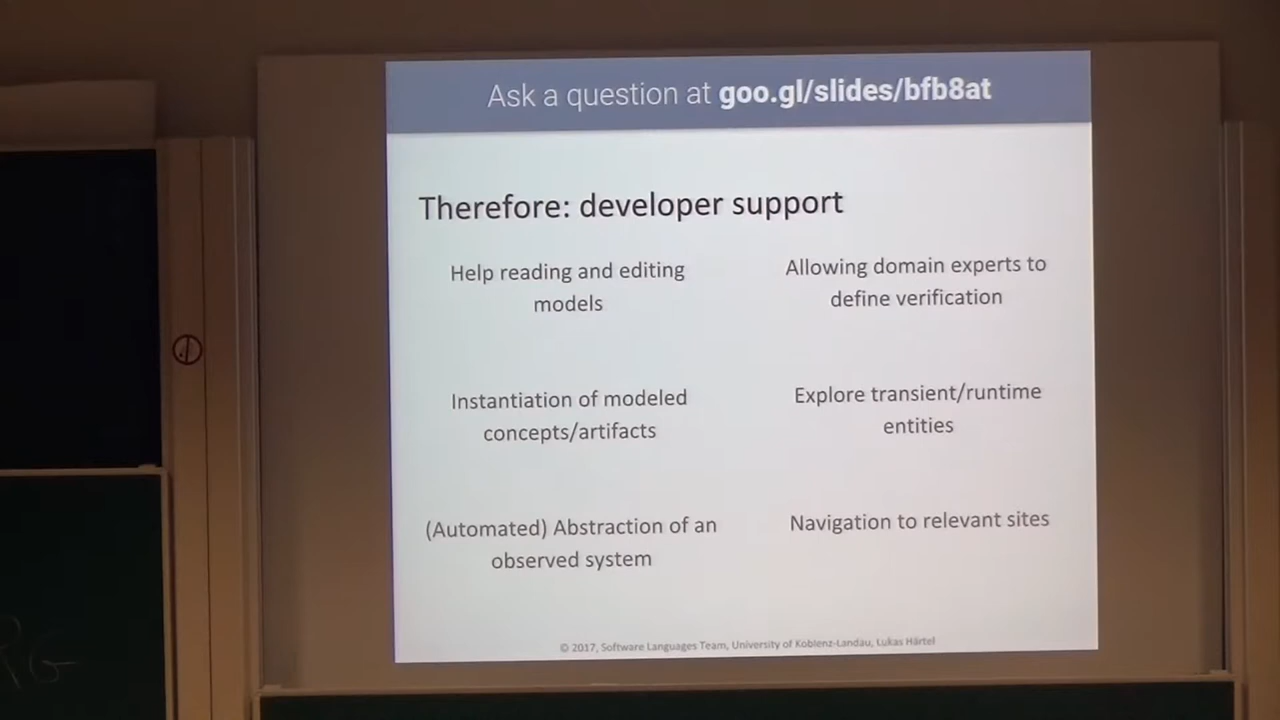 Ask a question at goo.gl/slides/bfb8at
Therefore: developer support
Help reading and editing
models
Allowing domain experts to
define verification
Instantiation of modeled
concepts/artifacts
Explore transient/runtime
entities
(Automated) Abstraction of an
observed system
Navigation to relevant sites
© 2017, Software Languages Team, University of Koblenz-Landau, Lukas Härtel